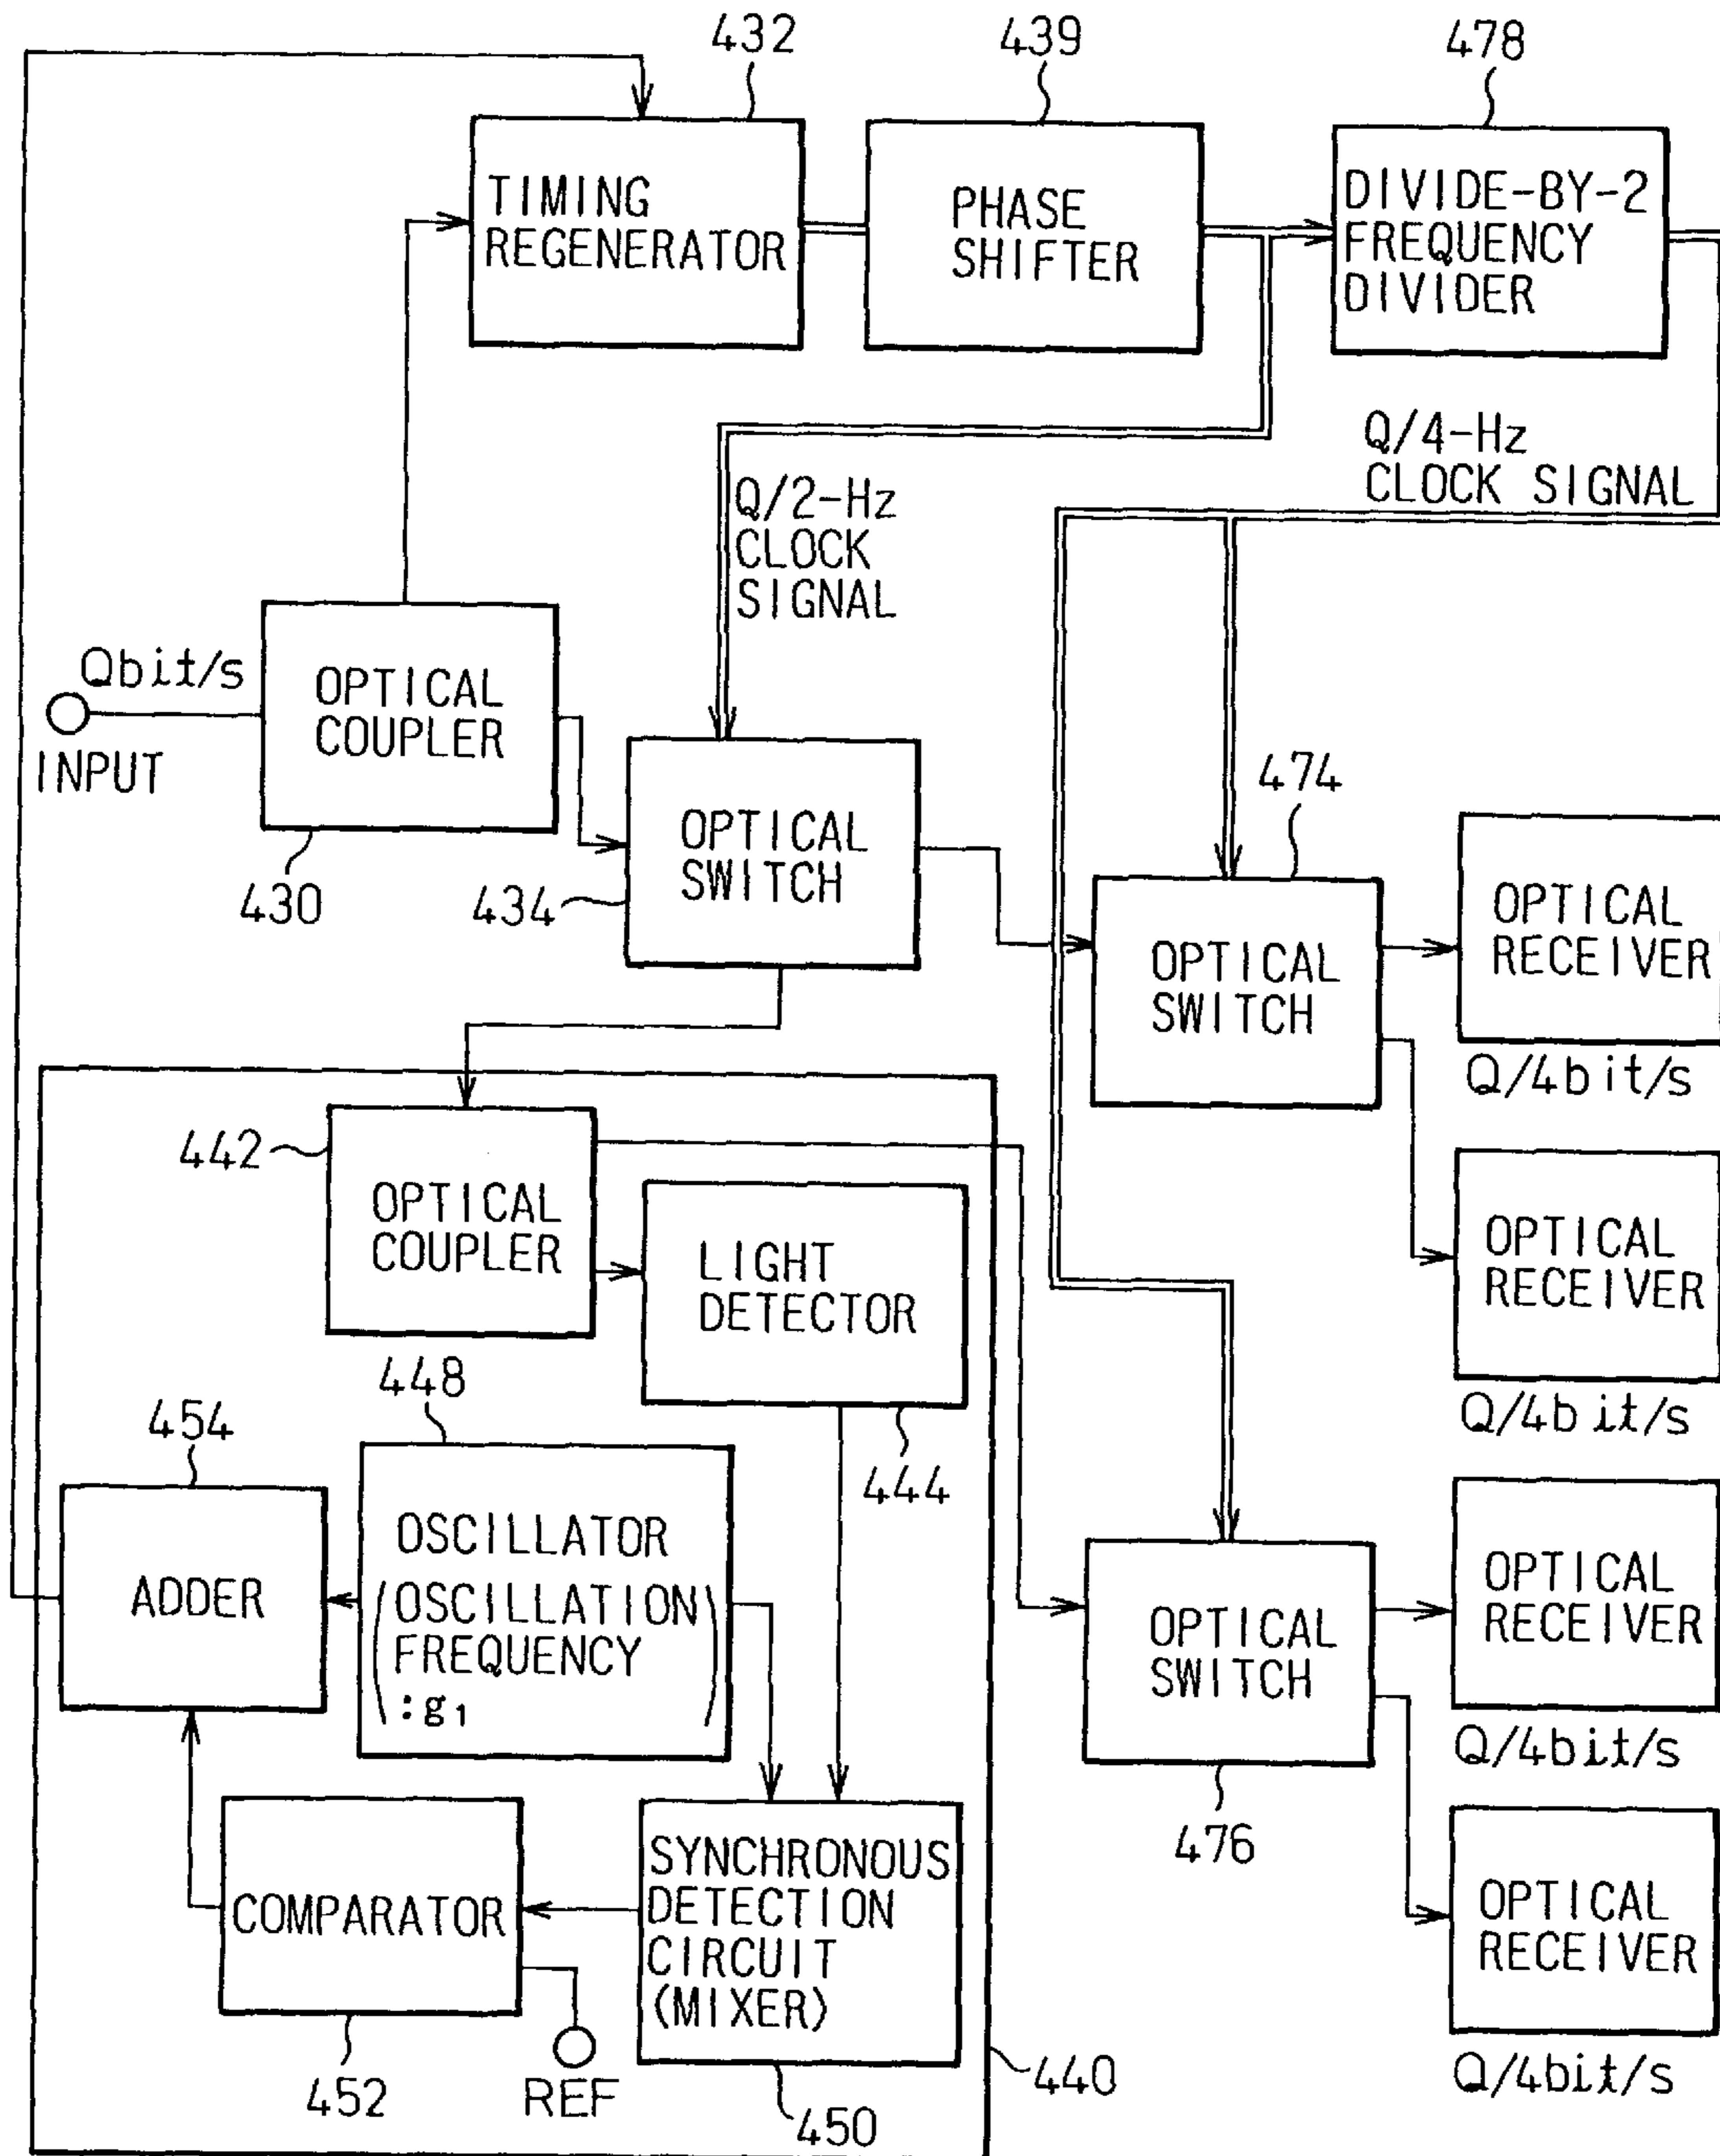 432
439
478
TIMING
REGENERATOR
PHASE
SHIFTER
DIVIDE-BY-2
FREQUENCY
DIVIDER
Q/4-Hz
CLOCK SIGNAL
Q/2-Hz
CLOCK
SIGNAL
Qbit/s
INPUT
OPTICAL
COUPLER
430
OPTICAL
SWITCH
434
474
OPTICAL
SWITCH
OPTICAL
RECEIVER
Q/4bit/s
442
OPTICAL
COUPLER
LIGHT
DETECTOR
444
OPTICAL
RECEIVER
Q/4bit/s
448
454
ADDER
OSCILLATOR
(OSCILLATION
FREQUENCY
:g₁)
OPTICAL
SWITCH
476
OPTICAL
RECEIVER
Q/4bit/s
COMPARATOR
452
REF
SYNCHRONOUS
DETECTION
CIRCUIT
(MIXER)
450
440
OPTICAL
RECEIVER
Q/4bit/s